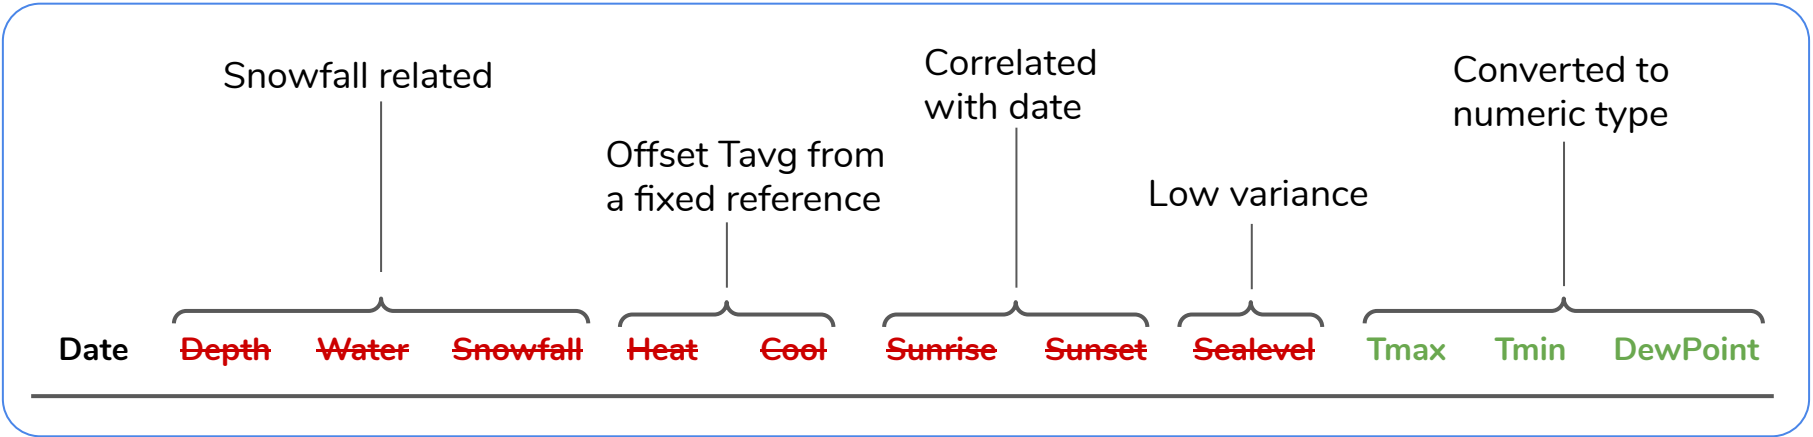 Snowfall related
Offset Tavg from
a fixed reference
Correlated
with date
Low variance
Converted to
numeric type
Date Depth Water Snowfall Heat Cool Sunrise Sunset Sealevel Tmax Tmin DewPoint